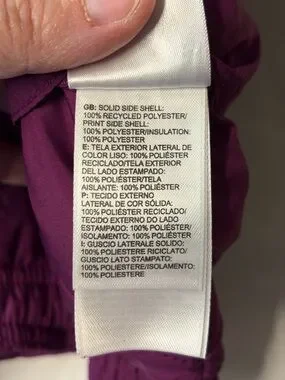 GB: SOLID SIDE SHELL:
100% RECYCLED POLYESTER/
PRINT SIDE SHELL:
100% POLYESTER/INSULATION:
100% POLYESTER
E: TELA EXTERIOR LATERAL DE
COLOR LISO: 100% POLIÉSTER
RECICLADO/TELA EXTERIOR
DEL LADO ESTAMPADO:
100% POLIÉSTER/TELA
AISLANTE: 100% POLIÉSTER
P: TECIDO EXTERNO
LATERAL DE COR SÓLIDA:
100% POLIÉSTER RECICLADO/
TECIDO EXTERNO DO LADO
ESTAMPADO: 100% POLIÉSTER/
ISOLAMENTO: 100% POLIÉSTER
I: GUSCIO LATERALE SOLIDO:
100% POLIESTERE RICICLATO/
GUSCIO LATO STAMPATO:
100% POLIESTERE/ISOLAMENTO:
100% POLIESTERE